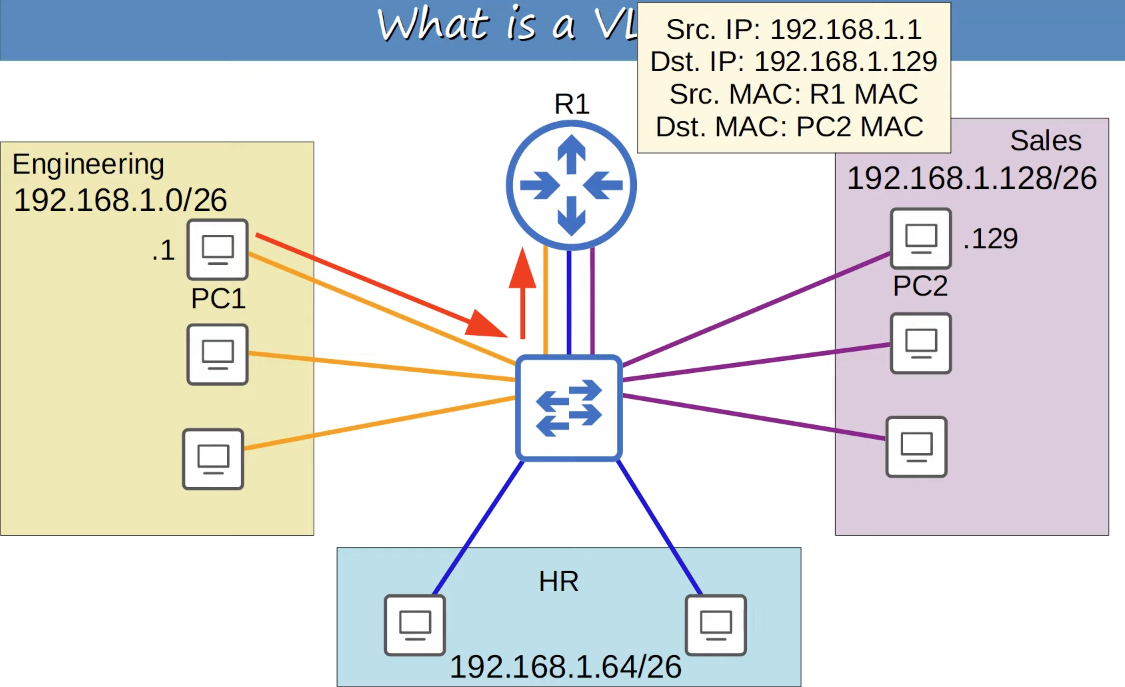 What is a VL
Src. IP: 192.168.1.1
Dst. IP: 192.168.1.129
Src. MAC: R1 MAC
Dst. MAC: PC2 MAC
R1
Engineering
192.168.1.0/26
.1
PC1
Sales
192.168.1.128/26
.129
PC2
HR
192.168.1.64/26